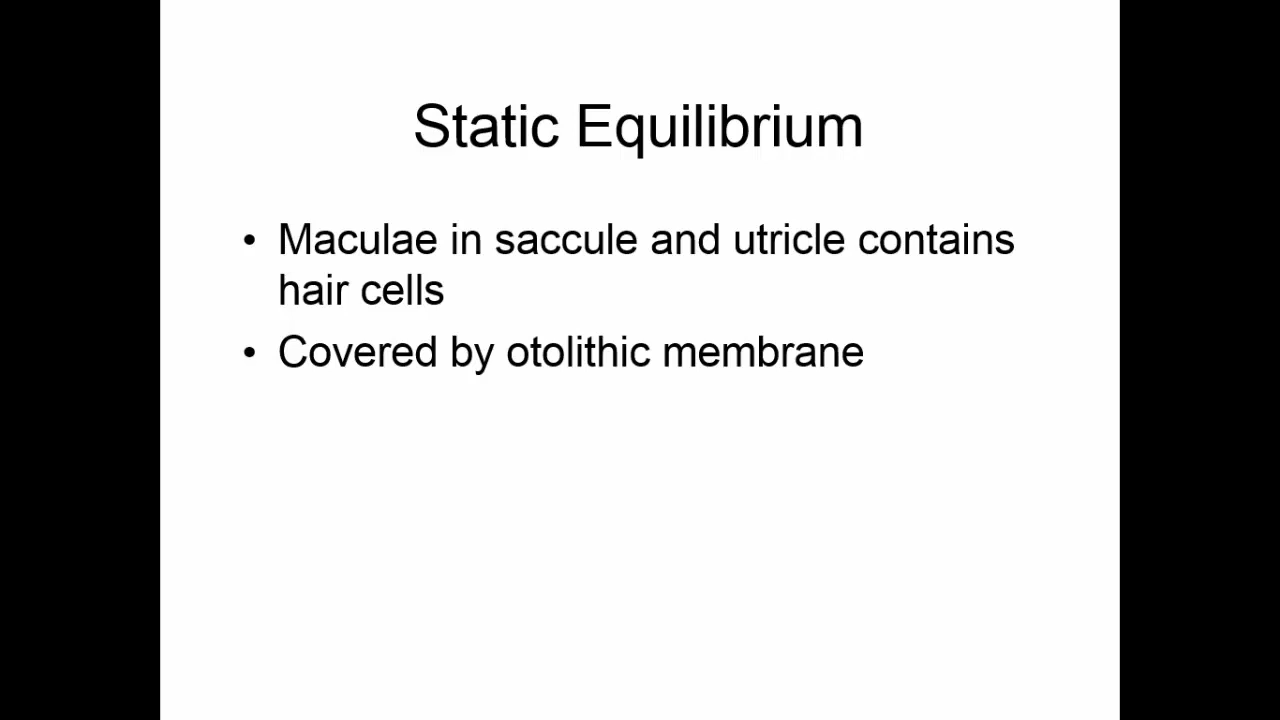 Static Equilibrium
• Maculae in saccule and utricle contains
hair cells
• Covered by otolithic membrane